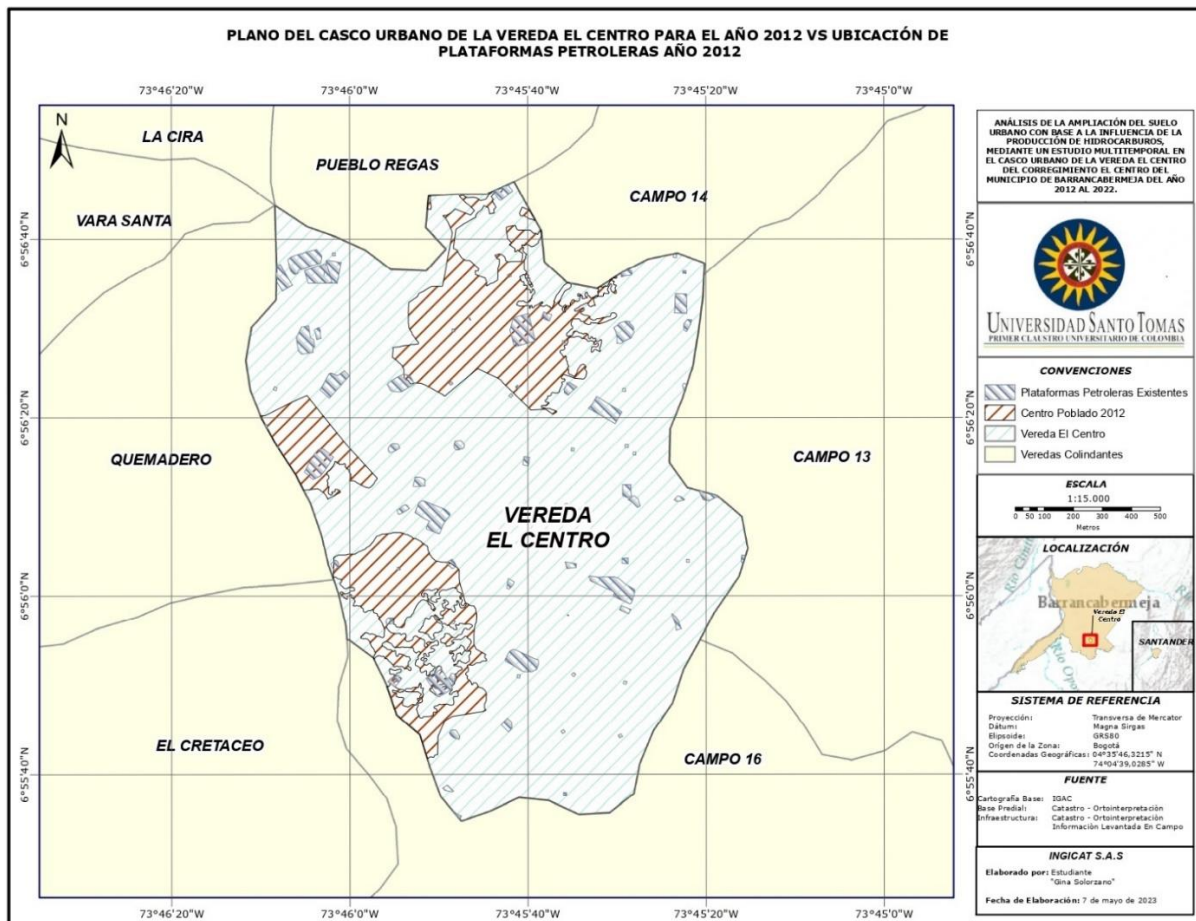 PLANO DEL CASCO URBANO DE LA VEREDA EL CENTRO PARA EL AÑO 2012 VS UBICACIÓN DE
PLATAFORMAS PETROLERAS AÑO 2012
73°46'20"W
73°46'0"W
73°45'40"W
73°45'20"W
73°45'0"W
N
LA CIRA
PUEBLO REGAS
CAMPO 14
VARA SANTA
6°56'40"N
6°56'40"N
6°56'20"N
6°56'20"N
QUEMADERO
CAMPO 13
VEREDA
EL CENTRO
6°56'0"N
6°56'0"N
EL CRETACEO
CAMPO 16
6°55'40"N
6°55'40"N
73°46'20"W
73°46'0"W
73°45'40"W
73°45'20"W
73°45'0"W
ANÁLISIS DE LA AMPLIACIÓN DEL SUELO
URBANO CON BASE A LA INFLUENCIA DE LA
PRODUCCIÓN DE HIDROCARBUROS,
MEDIANTE UN ESTUDIO MULTITEMPORAL EN
EL CASCO URBANO DE LA VEREDA EL CENTRO
DEL CORREGIMIENTO EL CENTRO DEL
MUNICIPIO DE BARRANCABERMEJA DEL AÑO
2012 AL 2022.
UNIVERSIDAD SANTO TOMAS
PRIMER CLAUSTRO UNIVERSITARIO DE COLOMBIA
CONVENCIONES
Plataformas Petroleras Existentes
Centro Poblado 2012
Vereda El Centro
Veredas Colindantes
ESCALA
1:15.000
0 50 100 200 300 400 500
Metros
LOCALIZACIÓN
Barrancabermeja
Vereda El
Centro
SANTANDER
Río Opo
SISTEMA DE REFERENCIA
Proyección: Transversa de Mercator
Dátum: Magna Sirgas
Elipsoide: GRS80
Orígen de la Zona: Bogotá
Coordenadas Geográficas: 04°35'46,3215" N
74°04'39,0285" W
FUENTE
Cartografía Base: IGAC
Base Predial: Catastro - Ortointerpretación
Infraestructura: Catastro - Ortointerpretación
Información Levantada En Campo
INGICAT S.A.S
Elaborado por: Estudiante
"Gina Solorzano"
Fecha de Elaboración: 7 de mayo de 2023